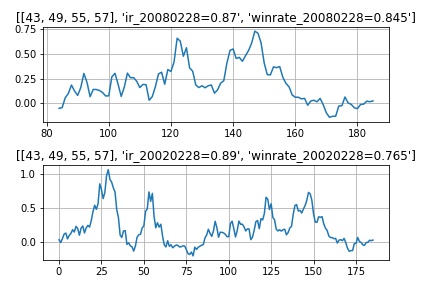 [[43, 49, 55, 57], 'ir_20080228=0.87', 'winrate_20080228=0.845']
0.75
0.50
0.25
0.00
80 100 120 140 160 180
[[43, 49, 55, 57], 'ir_20020228=0.89', 'winrate_20020228=0.765']
1.0
0.5
0.0
0 25 50 75 100 125 150 175